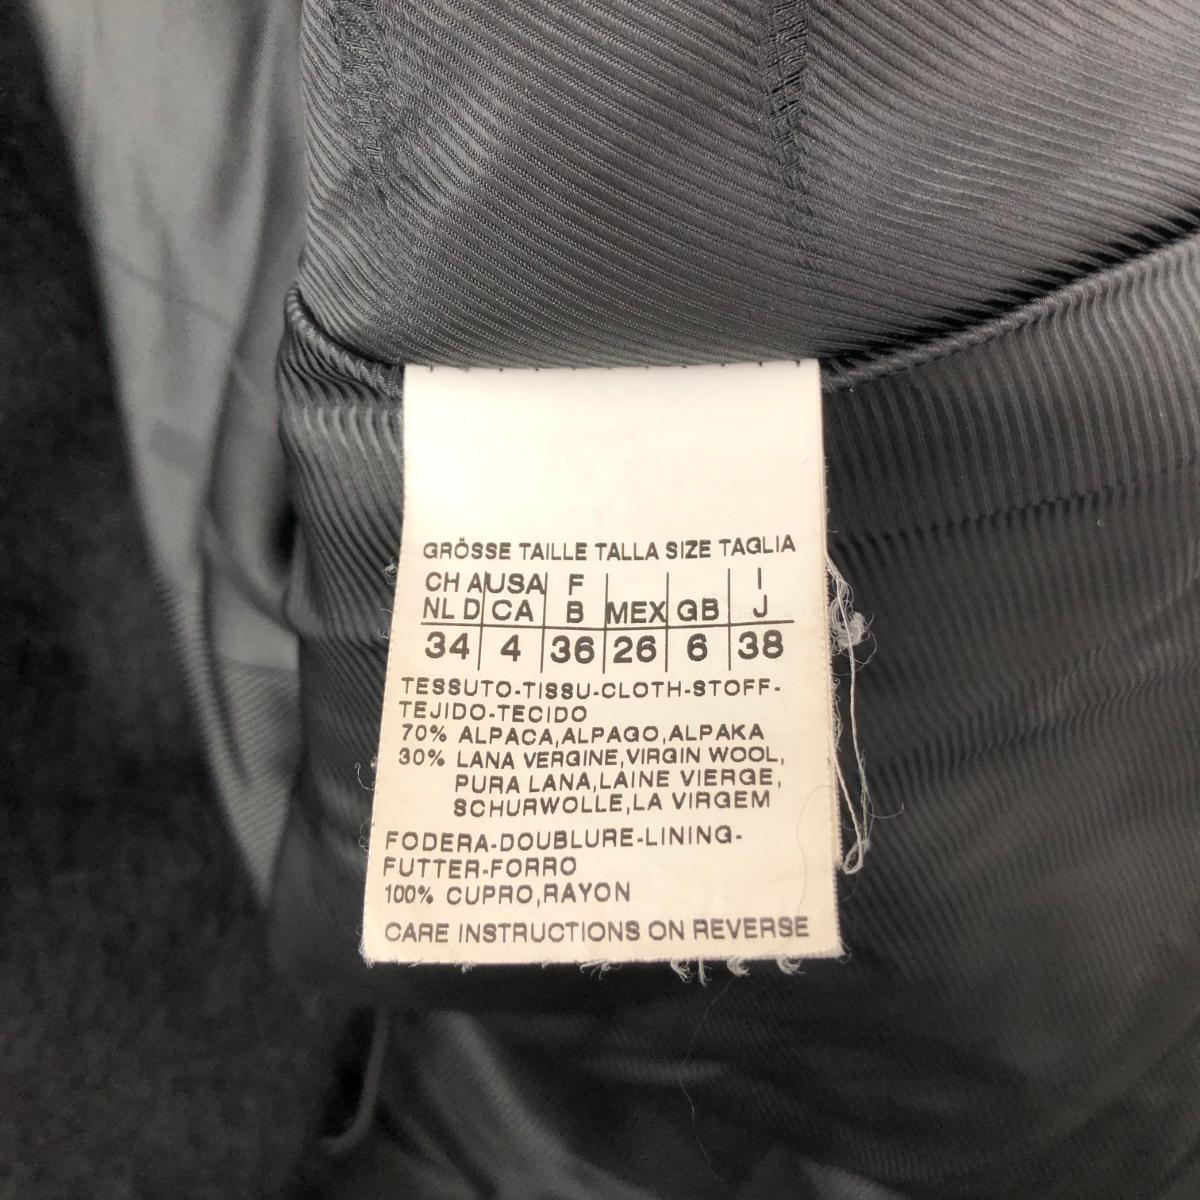 GRÖSSE TAILLE TALLA SIZE TAGLIA
CH A USA F I
NL D CA B MEX GB J
34 4 36 26 6 38
TESSUTO-TISSU-CLOTH-STOFF-
TEJIDO-TECIDO
70% ALPACA,ALPAGO,ALPAKA
30% LANA VERGINE,VIRGIN WOOL,
PURA LANA,LAINE VIERGE,
SCHURWOLLE,LA VIRGEM
FODERA-DOUBLURE-LINING-
FUTTER-FORRO
100% CUPRO,RAYON
CARE INSTRUCTIONS ON REVERSE